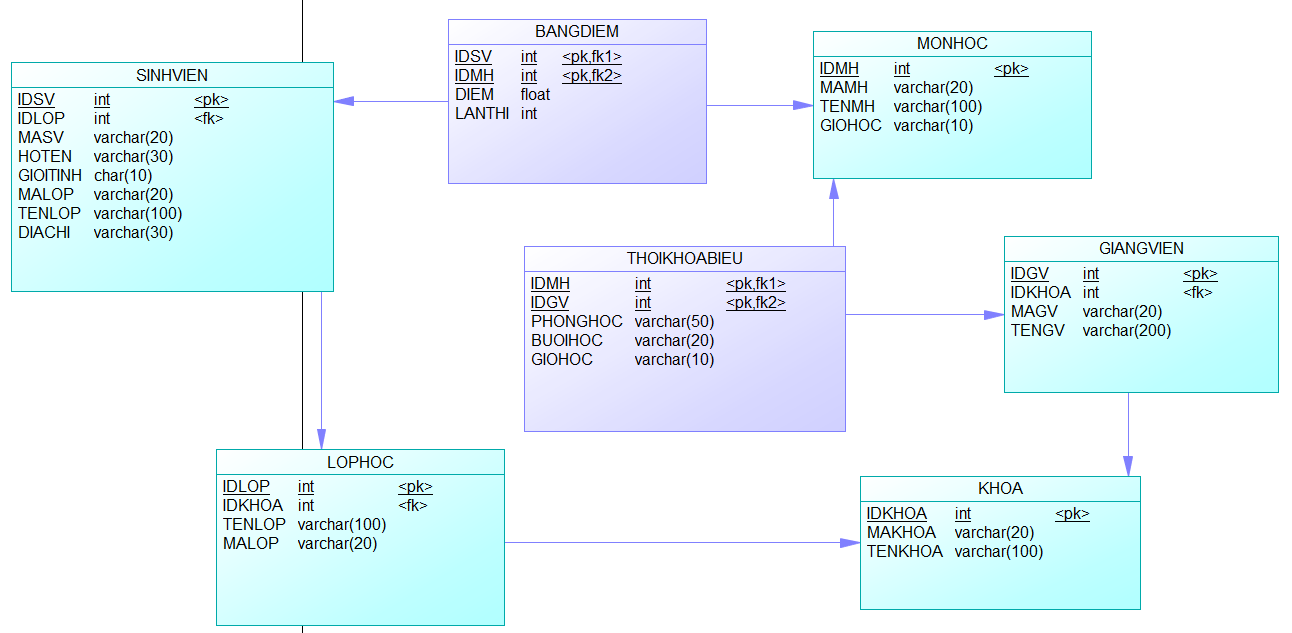 SINHVIEN
IDSV int <pk>
IDLOP int <fk>
MASV varchar(20)
HOTEN varchar(30)
GIOITINH char(10)
MALOP varchar(20)
TENLOP varchar(100)
DIACHI varchar(30)
BANGDIEM
IDSV int <pk,fk1>
IDMH int <pk,fk2>
DIEM float
LANTHI int
MONHOC
IDMH int <pk>
MAMH varchar(20)
TENMH varchar(100)
GIOHOC varchar(10)
THOIKHOABIEU
IDMH int <pk,fk1>
IDGV int <pk,fk2>
PHONGHOC varchar(50)
BUOIHOC varchar(20)
GIOHOC varchar(10)
GIANGVIEN
IDGV int <pk>
IDKHOA int <fk>
MAGV varchar(20)
TENGV varchar(200)
LOPHOC
IDLOP int <pk>
IDKHOA int <fk>
TENLOP varchar(100)
MALOP varchar(20)
KHOA
IDKHOA int <pk>
MAKHOA varchar(20)
TENKHOA varchar(100)